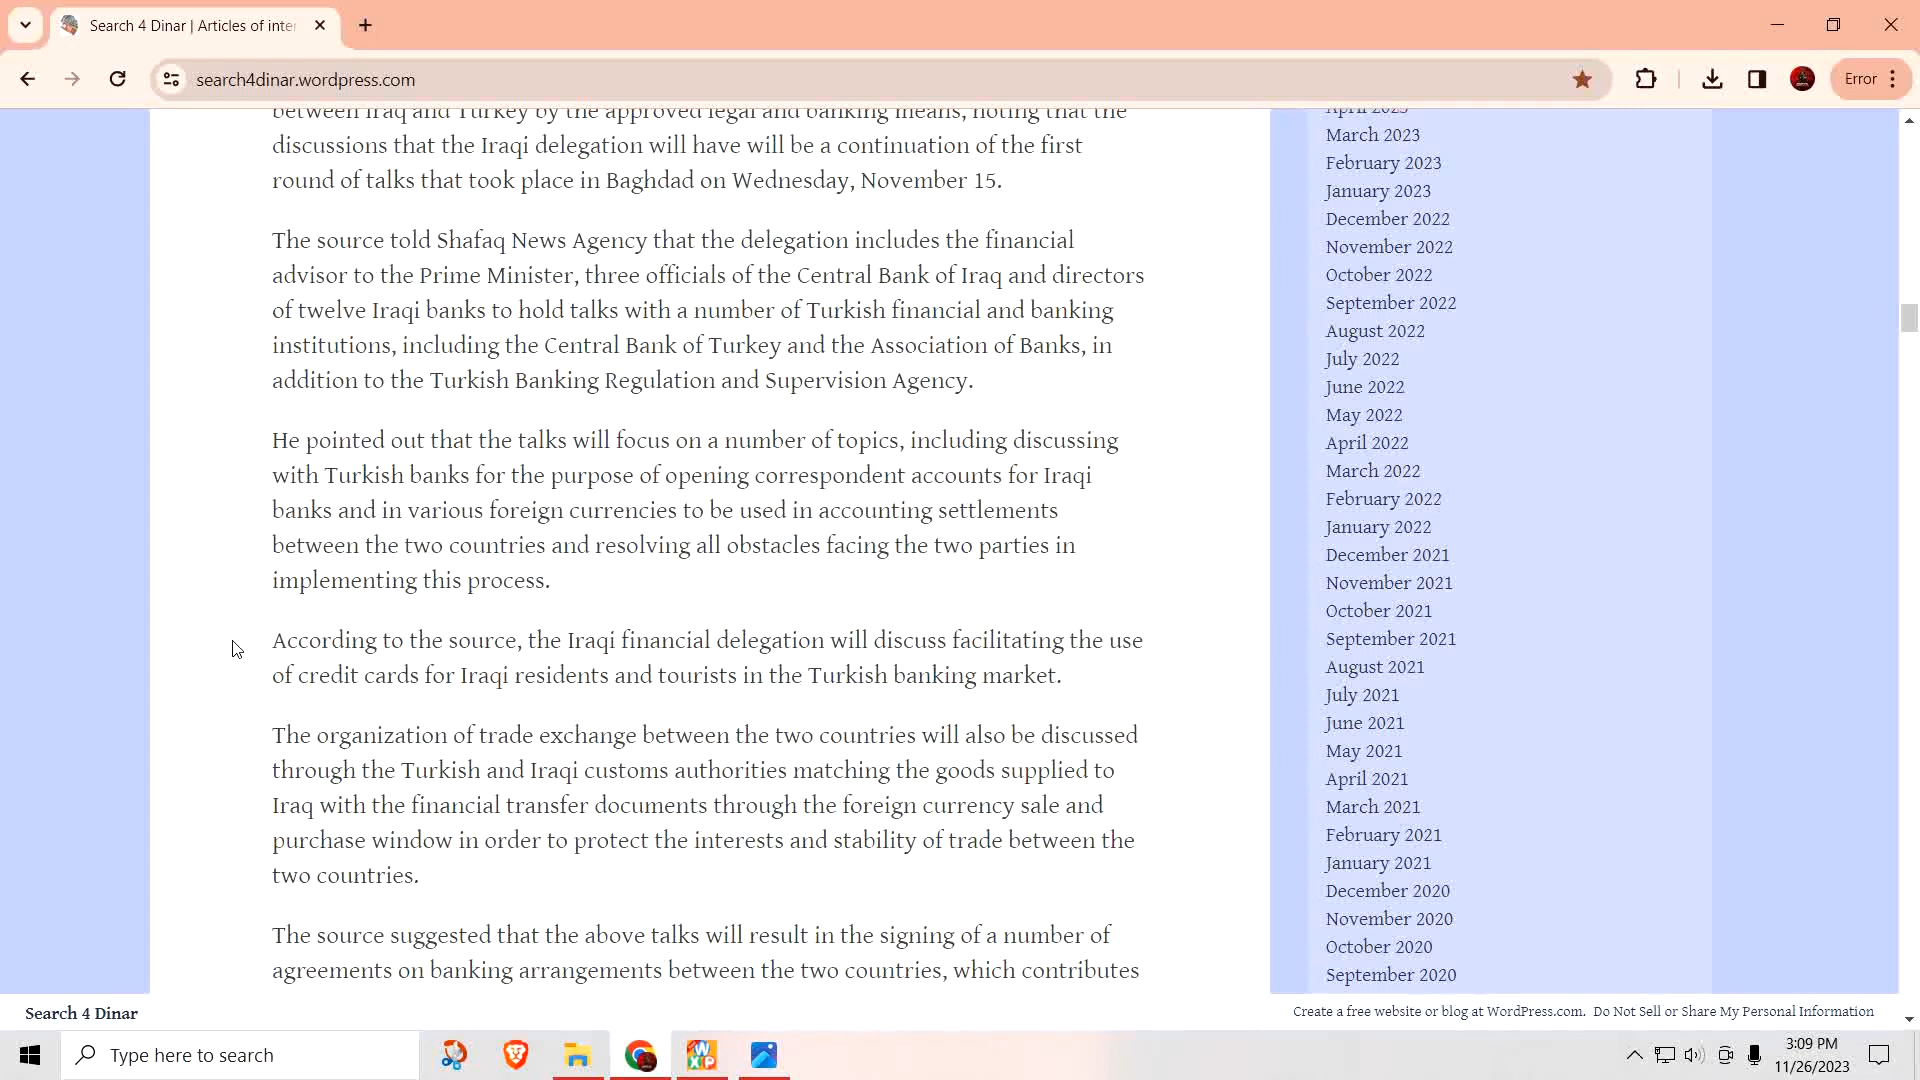 Search 4 Dinar | Articles of inter
search4dinar.wordpress.com
Error
between Iraq and Turkey by the approved legal and banking means, noting that the
discussions that the Iraqi delegation will have will be a continuation of the first
round of talks that took place in Baghdad on Wednesday, November 15.
The source told Shafaq News Agency that the delegation includes the financial
advisor to the Prime Minister, three officials of the Central Bank of Iraq and directors
of twelve Iraqi banks to hold talks with a number of Turkish financial and banking
institutions, including the Central Bank of Turkey and the Association of Banks, in
addition to the Turkish Banking Regulation and Supervision Agency.
He pointed out that the talks will focus on a number of topics, including discussing
with Turkish banks for the purpose of opening correspondent accounts for Iraqi
banks and in various foreign currencies to be used in accounting settlements
between the two countries and resolving all obstacles facing the two parties in
implementing this process.
According to the source, the Iraqi financial delegation will discuss facilitating the use
of credit cards for Iraqi residents and tourists in the Turkish banking market.
The organization of trade exchange between the two countries will also be discussed
through the Turkish and Iraqi customs authorities matching the goods supplied to
Iraq with the financial transfer documents through the foreign currency sale and
purchase window in order to protect the interests and stability of trade between the
two countries.
The source suggested that the above talks will result in the signing of a number of
agreements on banking arrangements between the two countries, which contributes
April 2023
March 2023
February 2023
January 2023
December 2022
November 2022
October 2022
September 2022
August 2022
July 2022
June 2022
May 2022
April 2022
March 2022
February 2022
January 2022
December 2021
November 2021
October 2021
September 2021
August 2021
July 2021
June 2021
May 2021
April 2021
March 2021
February 2021
January 2021
December 2020
November 2020
October 2020
September 2020
Search 4 Dinar
Create a free website or blog at WordPress.com. Do Not Sell or Share My Personal Information
Type here to search
W
XP
3:09 PM
11/26/2023